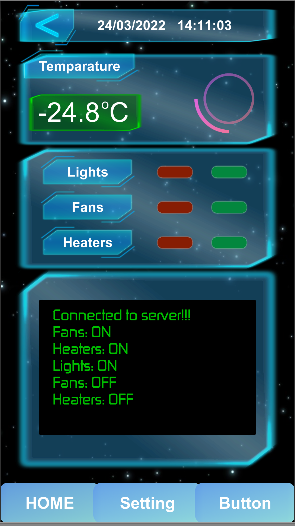 24/03/2022 14:11:03
Temparature
-24.8°C
Lights
Fans
Heaters
Connected to server!!!
Fans: ON
Heaters: ON
Lights: ON
Fans: OFF
Heaters: OFF
HOME Setting Button